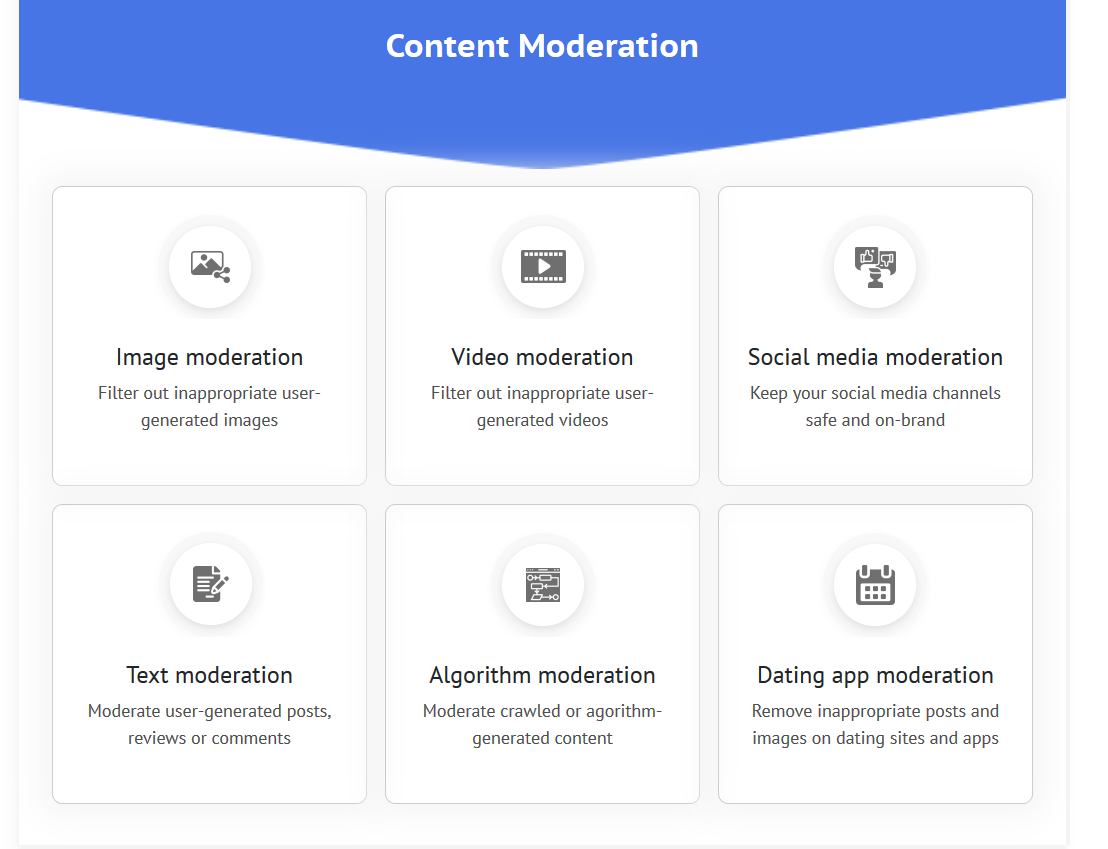 Content Moderation
Image moderation
Filter out inappropriate user-
generated images
Video moderation
Filter out inappropriate user-
generated videos
Social media moderation
Keep your social media channels
safe and on-brand
Text moderation
Moderate user-generated posts,
reviews or comments
Algorithm moderation
Moderate crawled or agorithm-
generated content
Dating app moderation
Remove inappropriate posts and
images on dating sites and apps